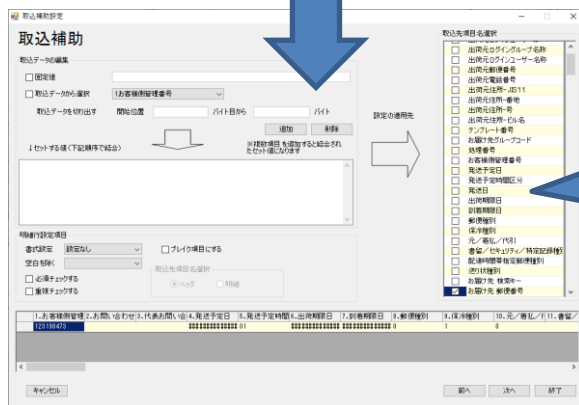 取込補助設定
取込補助
取込データの編集
固定値
取込データから選択
1お客様側管理番号
取込データを切り出す
開始位置
バイト目から
バイト
追加
削除
↓セットする値(下記順序で結合)
※複数項目を追加すると結合され
たセット値になります
設定の適用先
明細行設定項目
書式設定
設定なし
ブレイク項目にする
空白を除く
取込先項目名選択
ヘッダ
明細
必須チェックする
重複チェックする
取込先項目名選択
出荷元ログイングループ名称
出荷元ログインユーザー名称
出荷元郵便番号
出荷元電話番号
出荷元住所-JIS11
出荷元住所-番地
出荷元住所-号
出荷元住所-ビル名
テンプレート番号
お届け先グループコード
処理番号
お客様側管理番号
発送予定日
発送予定時間区分
発送日
出荷期限日
到着期限日
郵便種別
保冷種別
元/着払/代引
書留/セキュリティ/特定記録種別
配達時間帯指定郵便種別
送り状種別
お届け先 検索キー
お届け先 郵便番号
1.お客様側管理
2.お問い合わせ
3.代表お問い合
4.発送予定日
5.発送予定時間
6.出荷期限日
7.到着期限日
8.郵便種別
9.保冷種別
10.元/着払/代
11.書留/
123190473
01
0
1
0
キャンセル
前へ
次へ
終了